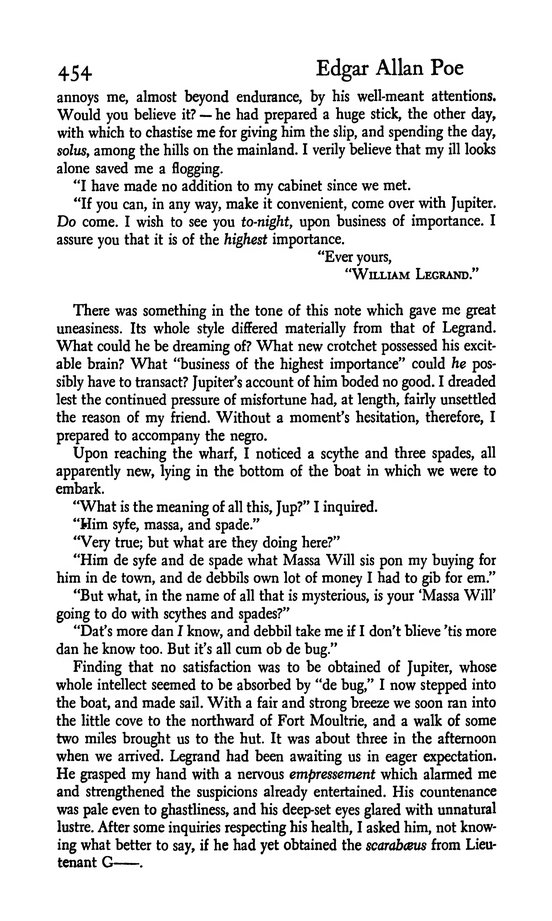 454 Edgar Allan Poe
annoys me, almost beyond endurance, by his well-meant attentions.
Would you believe it? — he had prepared a huge stick, the other day,
with which to chastise me for giving him the slip, and spending the day,
solus, among the hills on the mainland. I verily believe that my ill looks
alone saved me a flogging.
"I have made no addition to my cabinet since we met.
"If you can, in any way, make it convenient, come over with Jupiter.
Do come. I wish to see you to-night, upon business of importance. I
assure you that it is of the highest importance.
"Ever yours,
"William Legrand."
There was something in the tone of this note which gave me great
uneasiness. Its whole style differed materially from that of Legrand.
What could he be dreaming of? What new crotchet possessed his excit-
able brain? What "business of the highest importance" could he pos-
sibly have to transact? Jupiter's account of him boded no good. I dreaded
lest the continued pressure of misfortune had, at length, fairly unsettled
the reason of my friend. Without a moment's hesitation, therefore, I
prepared to accompany the negro.
Upon reaching the wharf, I noticed a scythe and three spades, all
apparently new, lying in the bottom of the boat in which we were to
embark.
"What is the meaning of all this, Jup?" I inquired.
"Him syfe, massa, and spade."
"Very true; but what are they doing here?"
"Him de syfe and de spade what Massa Will sis pon my buying for
him in de town, and de debbils own lot of money I had to gib for em."
"But what, in the name of all that is mysterious, is your 'Massa Will'
going to do with scythes and spades?"
"Dat's more dan I know, and debbil take me if I don't blieve 'tis more
dan he know too. But it's all cum ob de bug."
Finding that no satisfaction was to be obtained of Jupiter, whose
whole intellect seemed to be absorbed by "de bug," I now stepped into
the boat, and made sail. With a fair and strong breeze we soon ran into
the little cove to the northward of Fort Moultrie, and a walk of some
two miles brought us to the hut. It was about three in the afternoon
when we arrived. Legrand had been awaiting us in eager expectation.
He grasped my hand with a nervous empressement which alarmed me
and strengthened the suspicions already entertained. His countenance
was pale even to ghastliness, and his deep-set eyes glared with unnatural
lustre. After some inquiries respecting his health, I asked him, not know-
ing what better to say, if he had yet obtained the scarabæus from Lieu-
tenant G——.